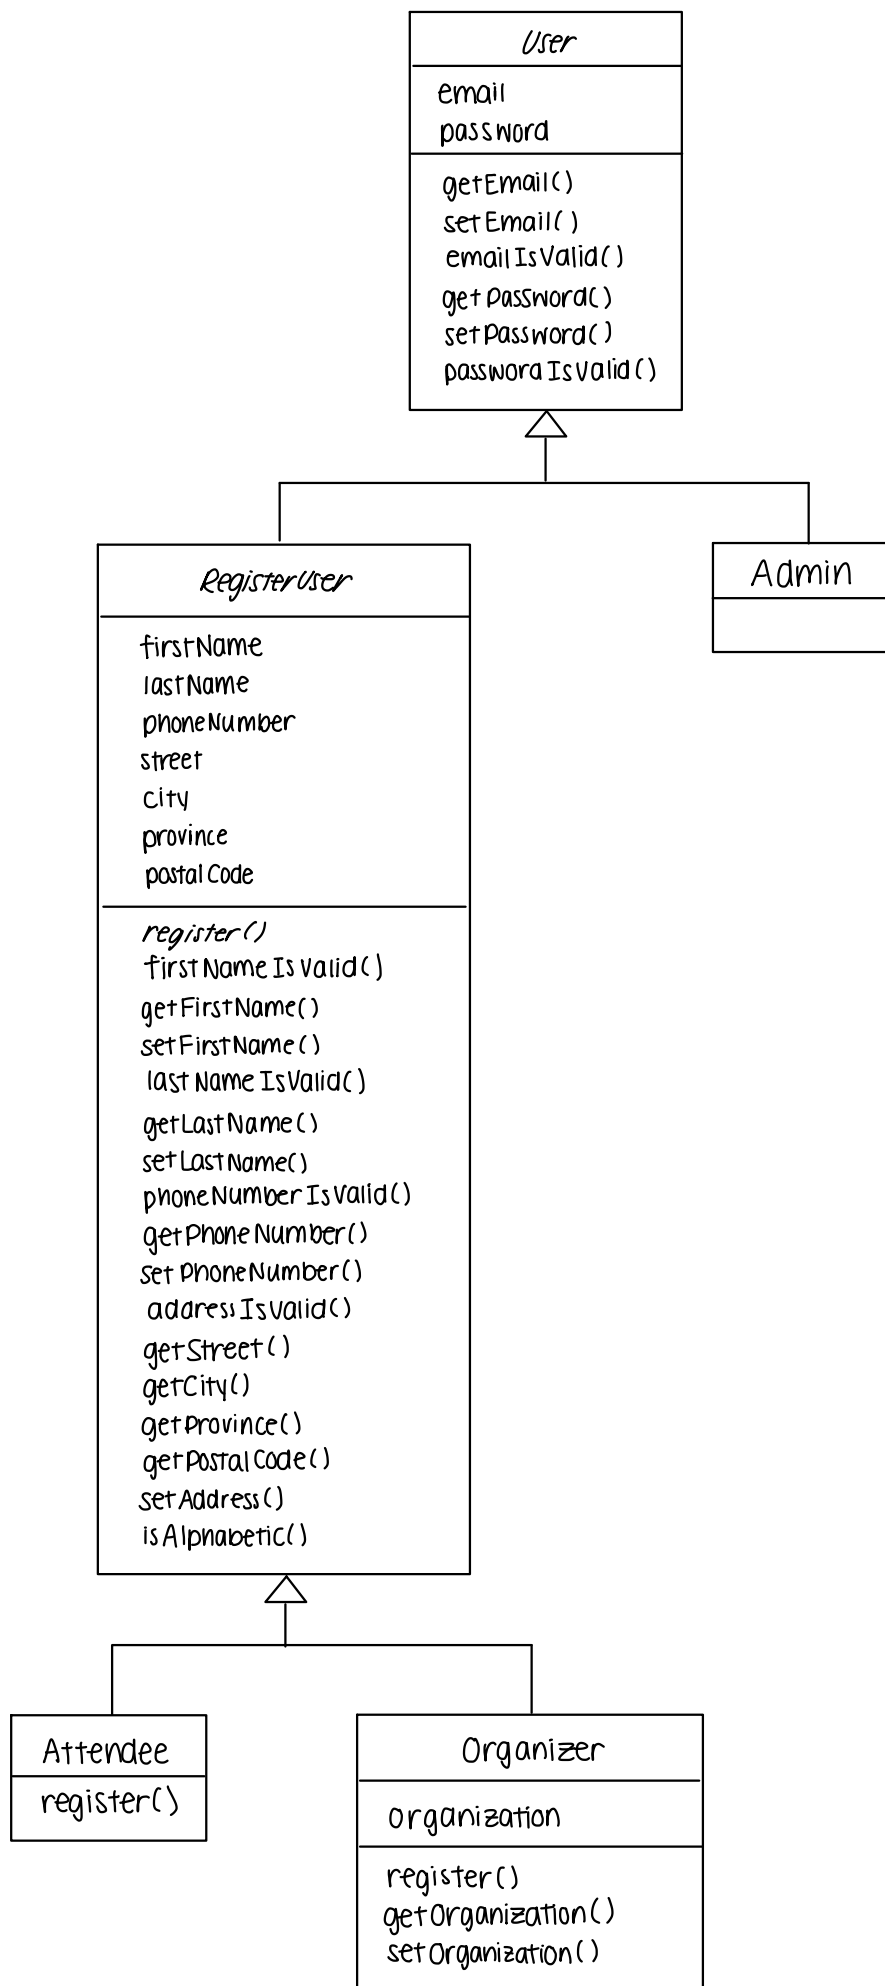 User
email
password
getEmail()
setEmail()
emailIsValid()
getPassword()
setPassword()
passwordIsValid()
RegisterUser
Admin
firstName
lastName
phoneNumber
street
city
province
postalCode
register()
firstNameIsValid()
getFirstName()
setFirstName()
lastNameIsValid()
getLastName()
setLastName()
phoneNumberIsValid()
getPhoneNumber()
setPhoneNumber()
addressIsValid()
getStreet()
getCity()
getProvince()
getPostalCode()
setAddress()
isAlphabetic()
Attendee
register()
Organizer
organization
register()
getOrganization()
setOrganization()